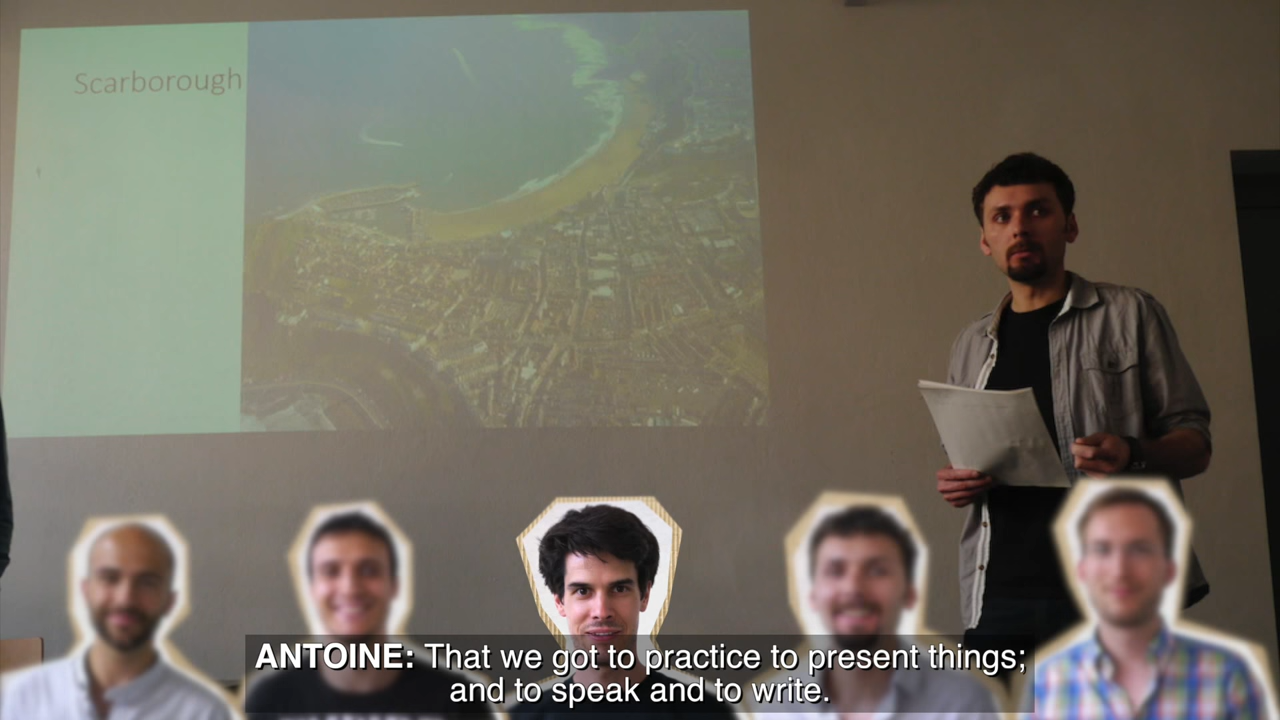 Scarborough
ANTOINE: That we got to practice to present things;
and to speak and to write.